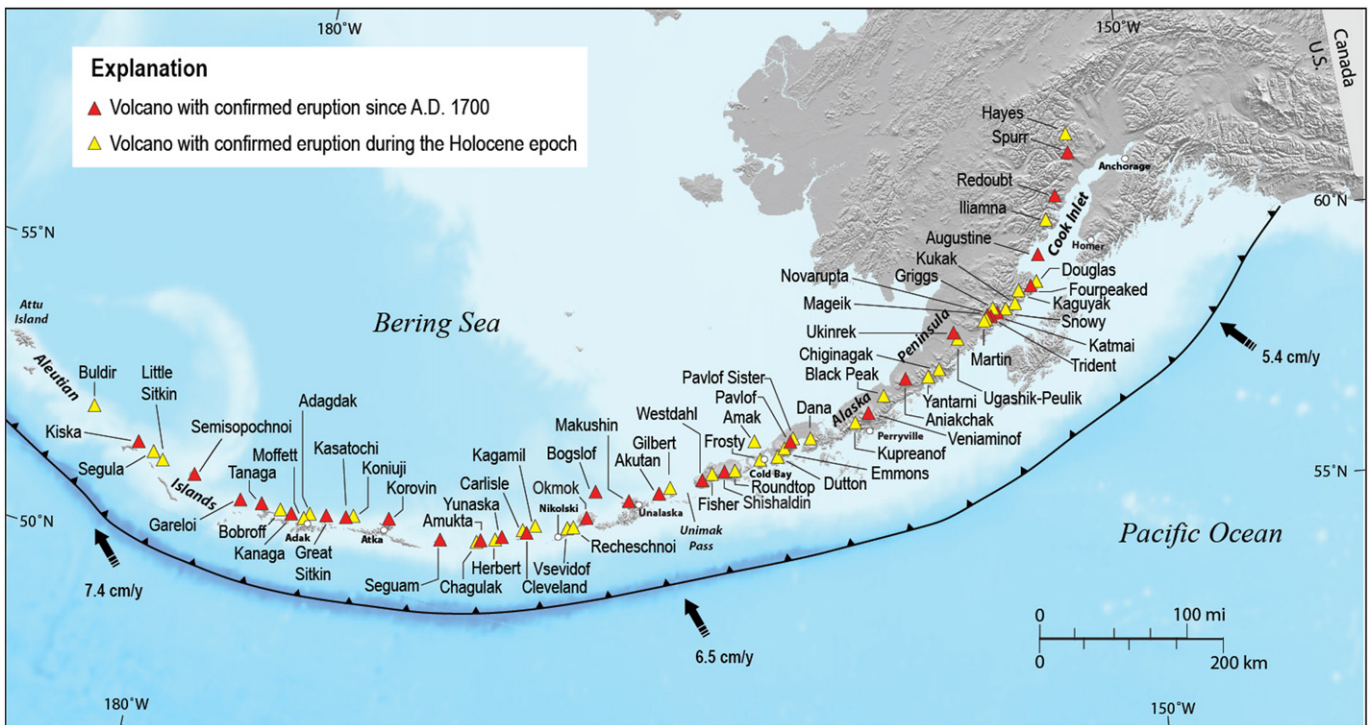 180°W
150°W
Canada
U.S.
Explanation
Volcano with confirmed eruption since A.D. 1700
Volcano with confirmed eruption during the Holocene epoch
Hayes
Spurr
Anchorage
Redoubt
60°N
Iliamna
Cook Inlet
55°N
Augustine
Homer
Kukak
Novarupta
Griggs
Douglas
Fourpeaked
Mageik
Kaguyak
Attu
Island
Bering Sea
Snowy
Ukinrek
Peninsula
Katmai
Martin
Trident
5.4 cm/y
Chiginagak
Aleutian
Buldir
Little
Sitkin
Pavlof Sister
Black Peak
Ugashik-Peulik
Adagdak
Pavlof
Yantarni
Westdahl
Amak
Dana
Alaska
Aniakchak
Kiska
Semisopochnoi
Makushin
Veniaminof
Moffett
Kasatochi
Gilbert
Frosty
Perryville
Segula
Tanaga
Koniuji
Kagamil
Bogslof
Akutan
Kupreanof
Islands
Carlisle
Cold Bay
Emmons
55°N
Korovin
Yunaska
Okmok
Roundtop
Dutton
50°N
Gareloi
Amukta
Nikolski
Unalaska
Fisher
Shishaldin
Bobroff
Adak
Atka
Unimak
Pass
Pacific Ocean
Kanaga
Great
Sitkin
Recheschnoi
Herbert
Vsevidof
Seguam
Chagulak
Cleveland
7.4 cm/y
6.5 cm/y
0
100 mi
0
200 km
180°W
150°W